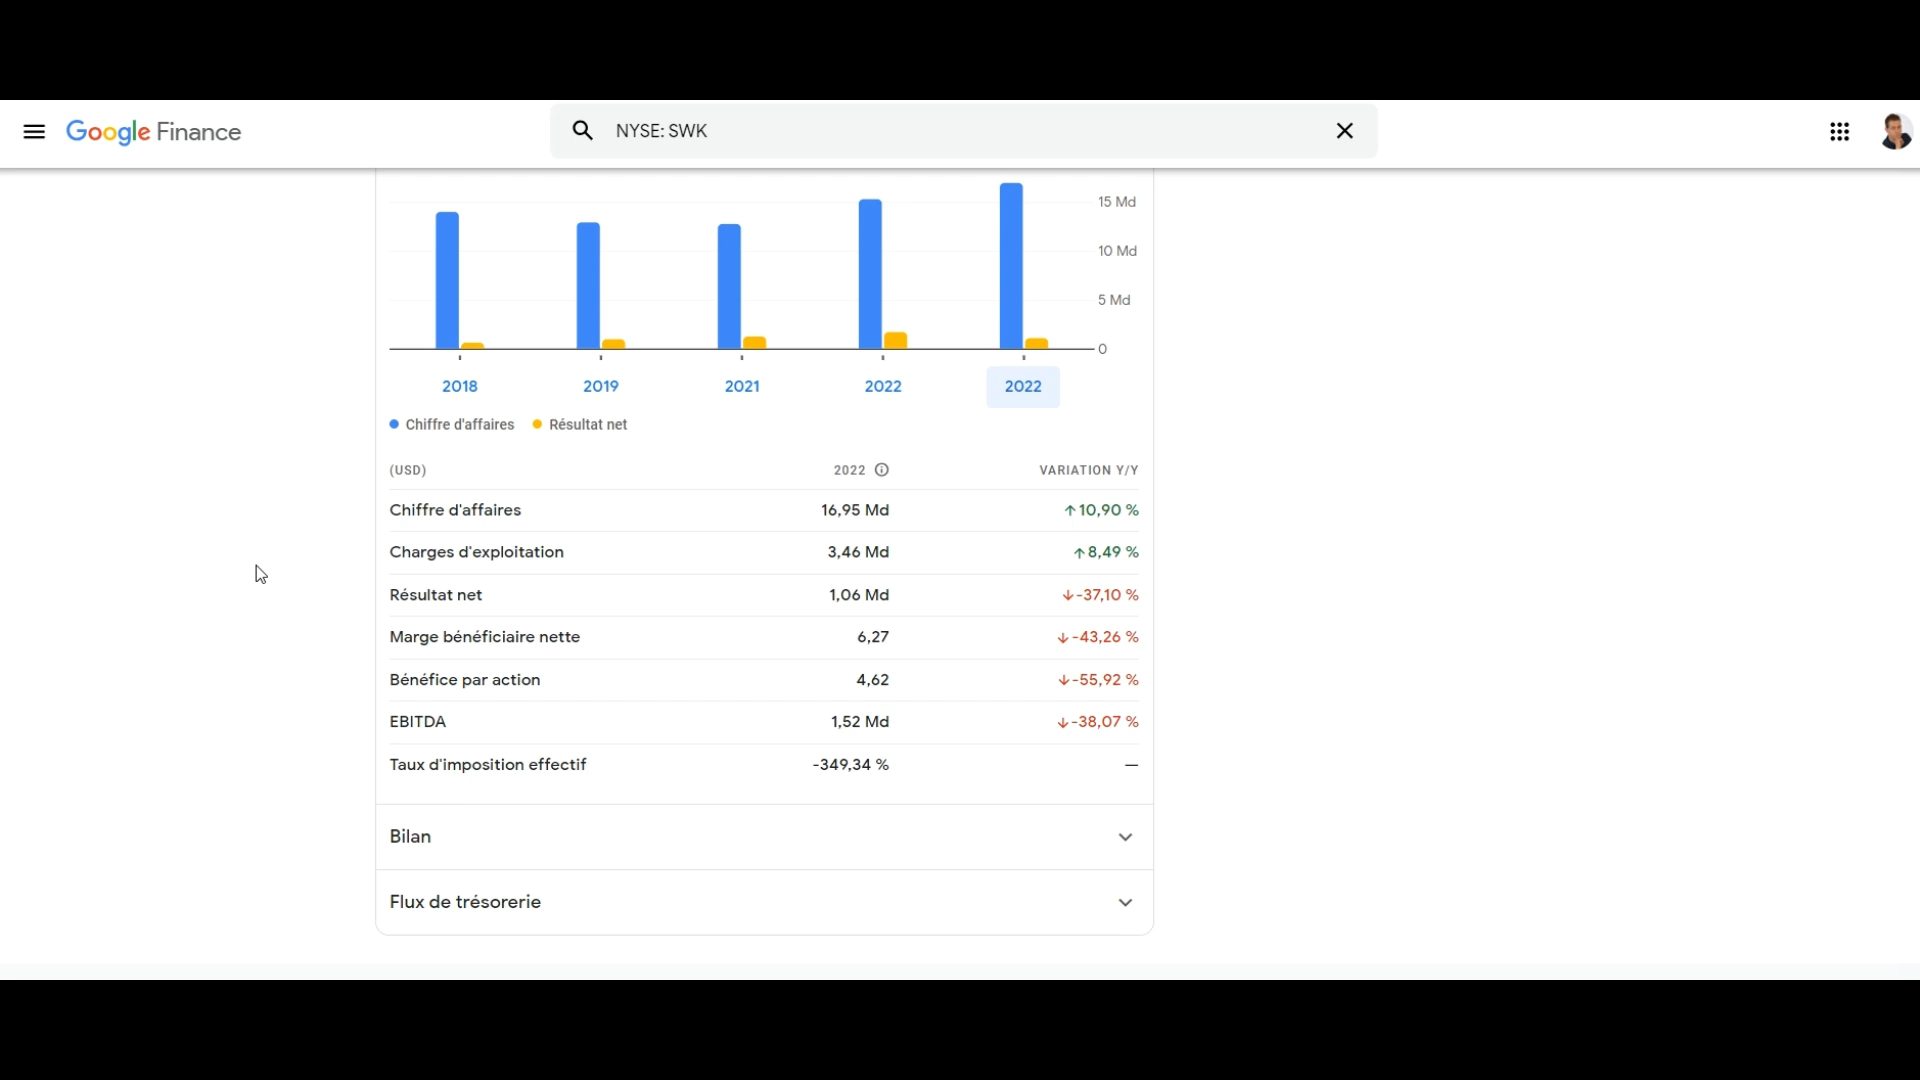 Google Finance
NYSE: SWK
15 Md
10 Md
5 Md
0
2018 2019 2021 2022 2022
Chiffre d'affaires Résultat net
(USD) 2022 VARIATION Y/Y
Chiffre d'affaires 16,95 Md ↑10,90 %
Charges d'exploitation 3,46 Md ↑8,49 %
Résultat net 1,06 Md ↓-37,10 %
Marge bénéficiaire nette 6,27 ↓-43,26 %
Bénéfice par action 4,62 ↓-55,92 %
EBITDA 1,52 Md ↓-38,07 %
Taux d'imposition effectif -349,34 % —
Bilan
Flux de trésorerie